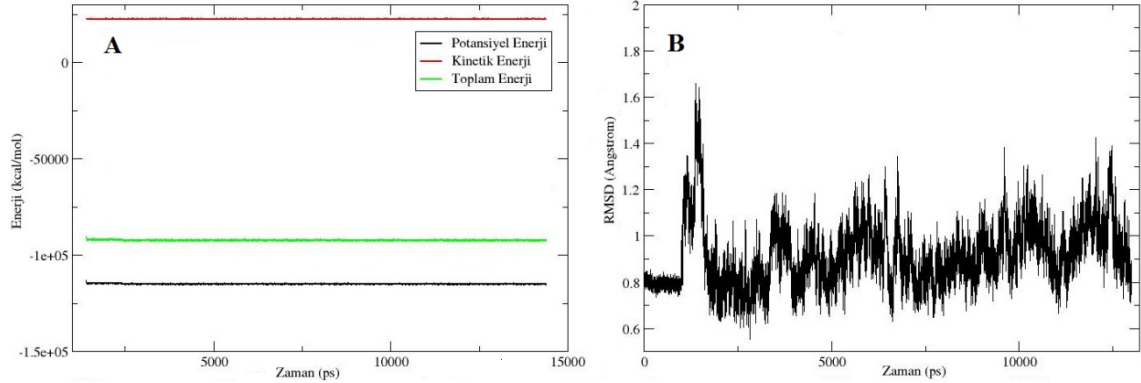 A
Potansiyel Enerji
Kinetik Enerji
Toplam Enerji
0
-50000
-1e+05
-1.5e+05
Enerji (kcal/mol)
5000
10000
15000
Zaman (ps)
B
2
1.8
1.6
1.4
1.2
1
0.8
0.6
RMSD (Angstrom)
0
5000
10000
Zaman (ps)